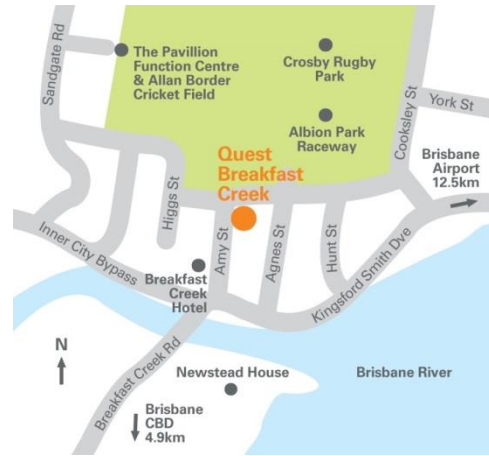 Sandgate Rd
The Pavillion
Function Centre
& Allan Border
Cricket Field
Crosby Rugby
Park
Albion Park
Raceway
Cooksley St
York St
Brisbane
Airport
12.5km
Quest
Breakfast
Creek
Higgs St
Amy St
Agnes St
Hunt St
Inner City Bypass
Breakfast
Creek
Hotel
Kingsford Smith Dve
Breakfast Creek Rd
N
Newstead House
Brisbane River
Brisbane
CBD
4.9km